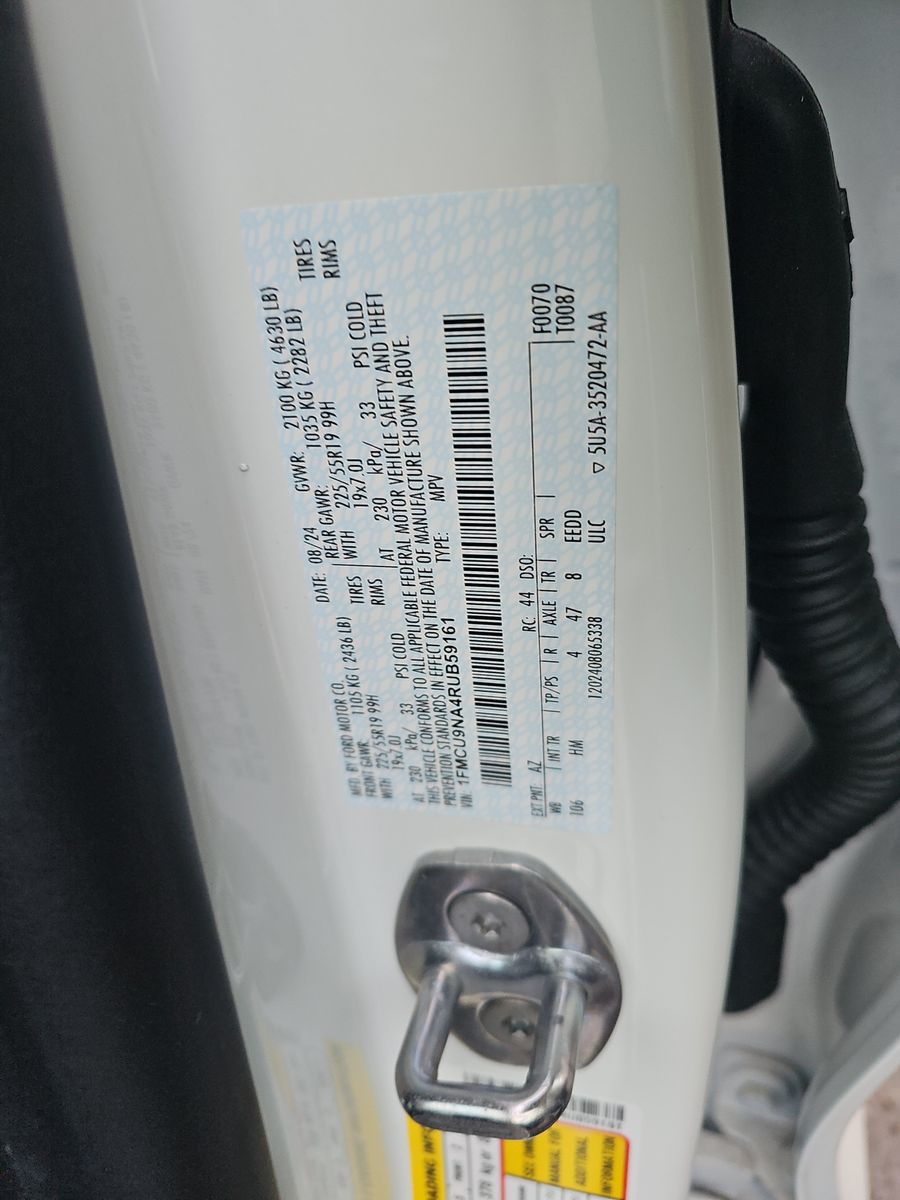 MFD. BY FORD MOTOR CO.
DATE: 08/24 GVWR: 2100 KG ( 4630 LB)
FRONT GAWR: 1105 KG ( 2436 LB) REAR GAWR: 1035 KG ( 2282 LB)
WITH 225/55R19 99H TIRES WITH 225/55R19 99H TIRES
19x7.0J RIMS 19x7.0J RIMS
AT 230 kPa/ 33 PSI COLD AT 230 kPa/ 33 PSI COLD
THIS VEHICLE CONFORMS TO ALL APPLICABLE FEDERAL MOTOR VEHICLE SAFETY AND THEFT
PREVENTION STANDARDS IN EFFECT ON THE DATE OF MANUFACTURE SHOWN ABOVE.
VIN: 1FMCU9NA4RUB59161 TYPE: MPV
EXT PNT: AZ RC: 44 DSO: F0070
WB INT TR TP/PS R AXLE TR SPR T0087
106 HM 4 47 8 EEDD
1202408065338 ULC ▽ 5U5A-3520472-AA
SEE
MANUAL
ADDITIONAL
INFORMATION